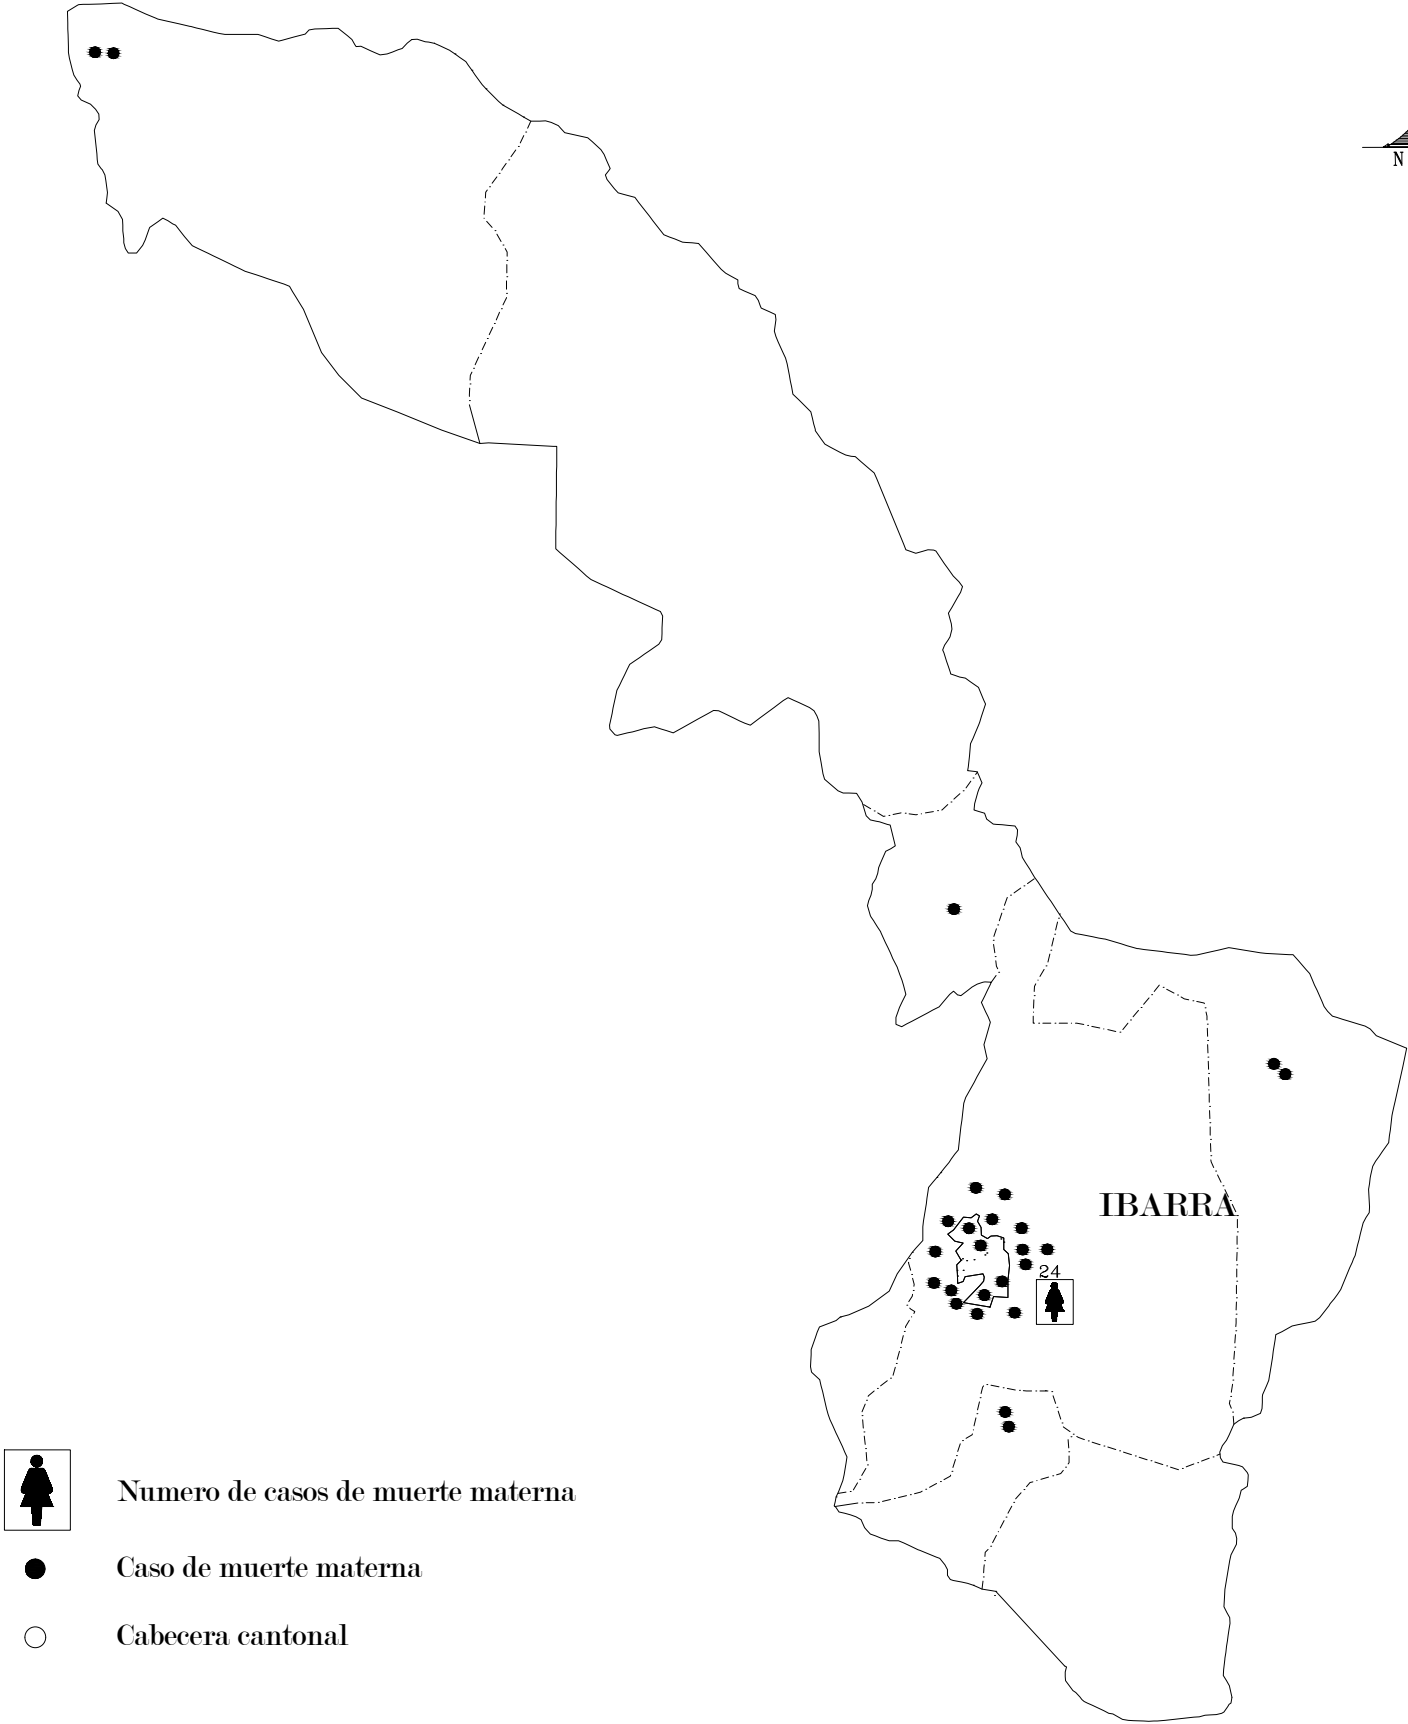 N
IBARRA
24
Numero de casos de muerte materna
Caso de muerte materna
Cabecera cantonal